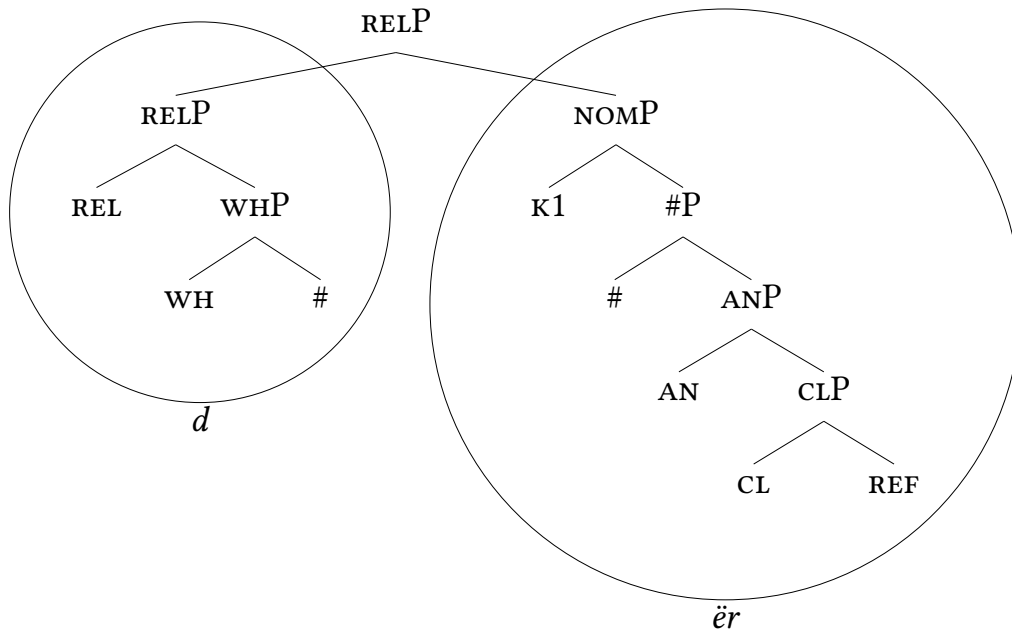 RELP
RELP NOMP
REL WHP K1 #P
WH # # ANP
AN CLP
d
CL REF
ër